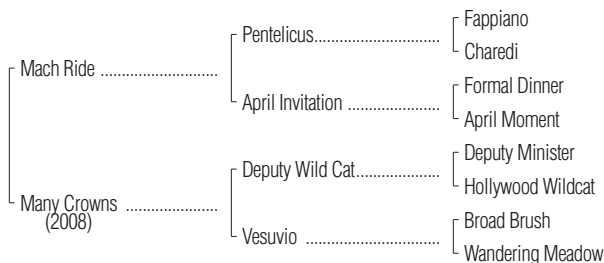 Fappiano
Pentelicus................................
Charedi
Mach Ride ..............................
Formal Dinner
April Invitation .......................
April Moment
Deputy Minister
Deputy Wild Cat.....................
Hollywood Wildcat
Many Crowns .......................
(2008)
Broad Brush
Vesuvio ..................................
Wandering Meadow